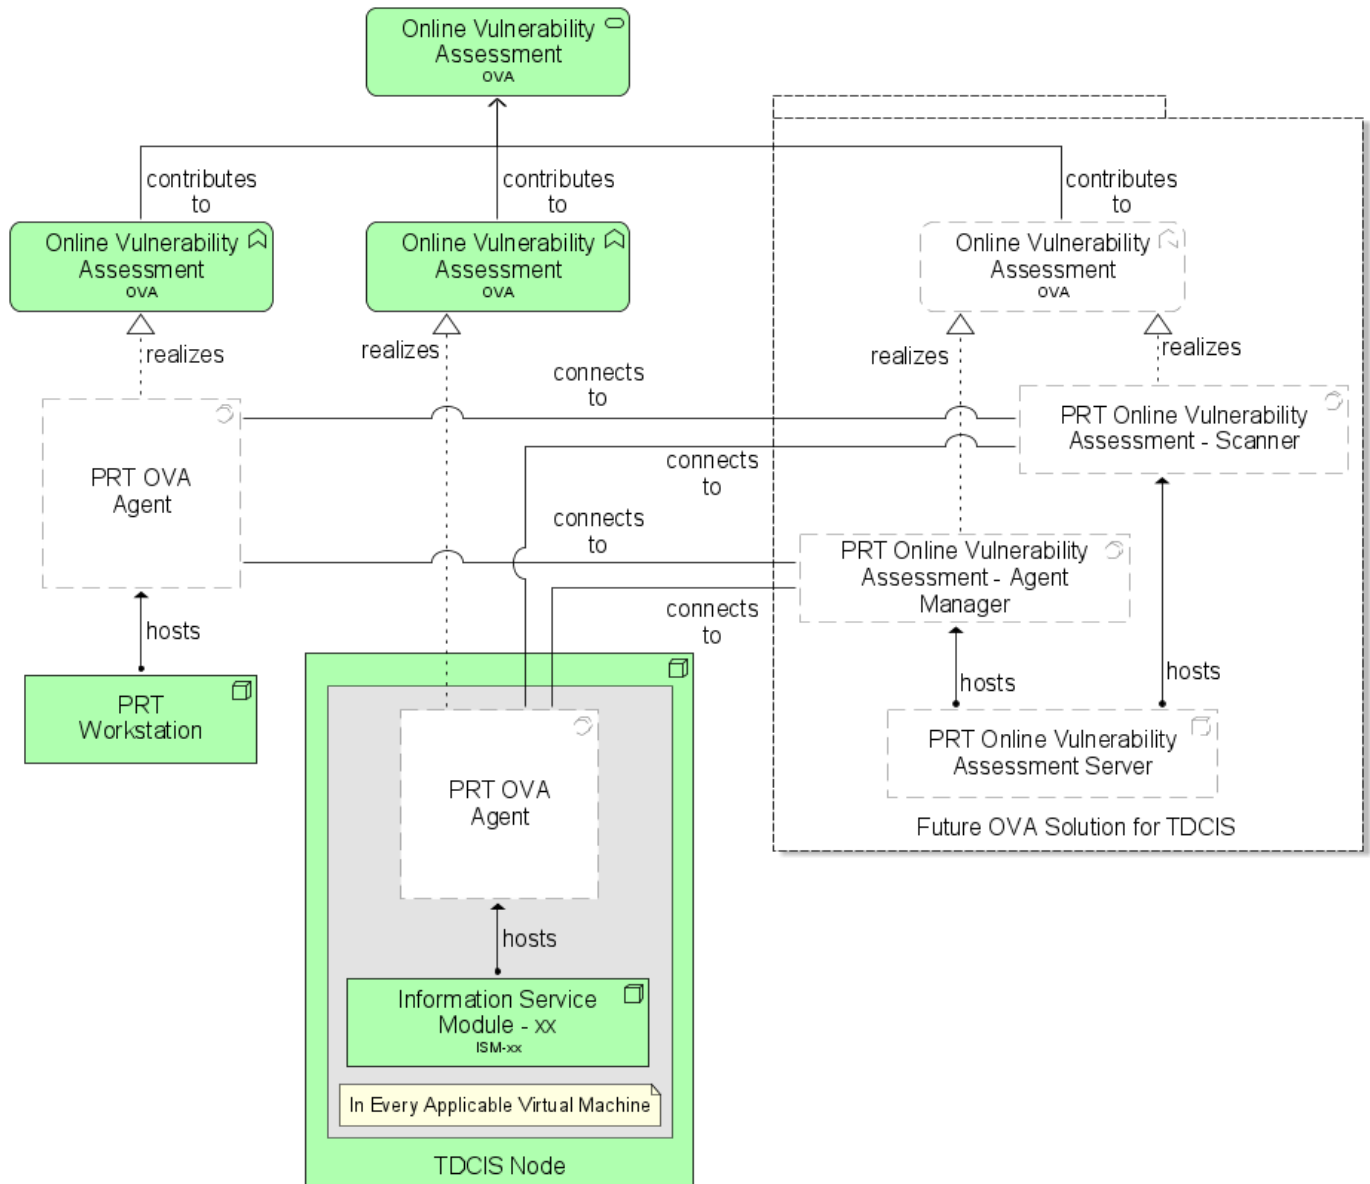 Online Vulnerability
Assessment
OVA
contributes
to
contributes
to
contributes
to
Online Vulnerability
Assessment
OVA
Online Vulnerability
Assessment
OVA
Online Vulnerability
Assessment
OVA
realizes
realizes
realizes
realizes
connects
to
PRT Online Vulnerability
Assessment - Scanner
PRT OVA
Agent
connects
to
connects
to
PRT Online Vulnerability
Assessment - Agent
Manager
connects
to
hosts
hosts
hosts
PRT
Workstation
PRT Online Vulnerability
Assessment Server
PRT OVA
Agent
Future OVA Solution for TDCIS
hosts
Information Service
Module - xx
ISM-xx
In Every Applicable Virtual Machine
TDCIS Node